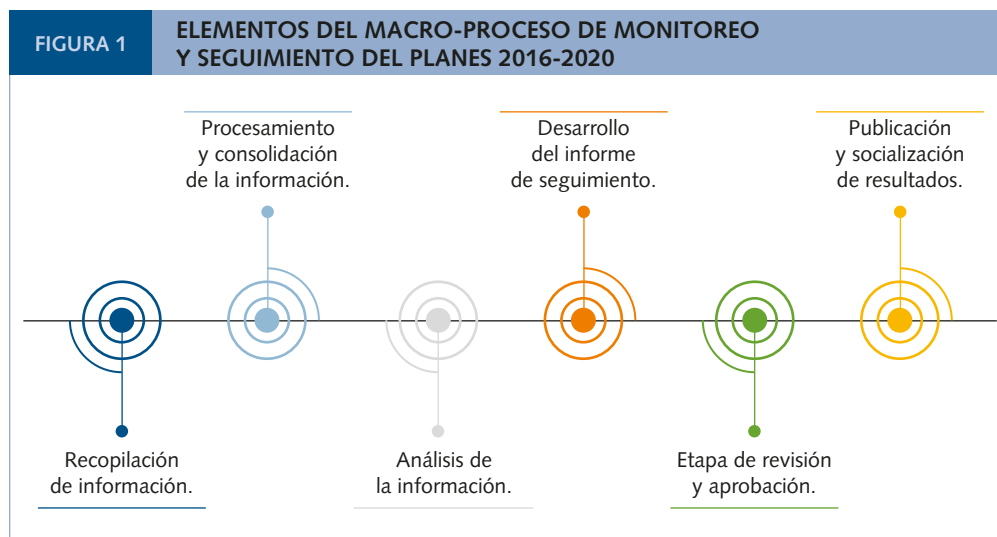 FIGURA 1
ELEMENTOS DEL MACRO-PROCESO DE MONITOREO
Y SEGUIMIENTO DEL PLANES 2016-2020
Procesamiento
y consolidación
de la información.
Desarrollo
del informe
de seguimiento.
Publicación
y socialización
de resultados.
Recopilación
de información.
Análisis de
la información.
Etapa de revisión
y aprobación.